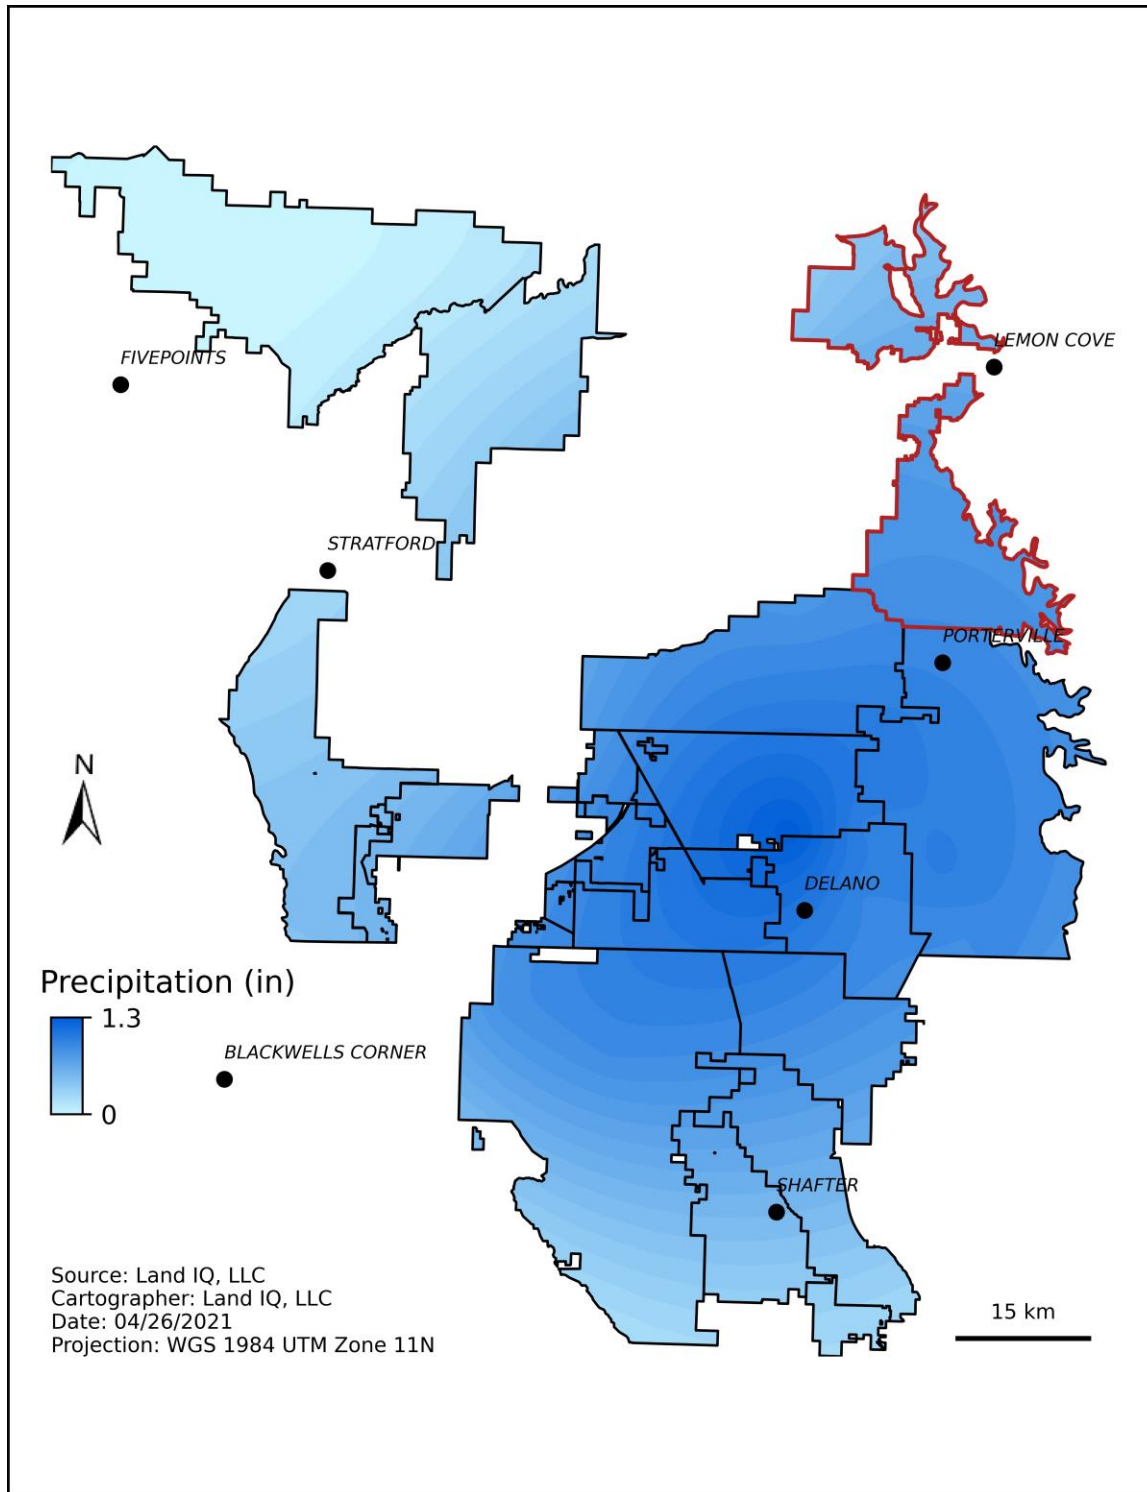 FIVEPOINTS
LEMON COVE
STRATFORD
PORTERVILLE
N
DELANO
Precipitation (in)
1.3
0
BLACKWELLS CORNER
SHAFTER
Source: Land IQ, LLC
Cartographer: Land IQ, LLC
Date: 04/26/2021
Projection: WGS 1984 UTM Zone 11N
15 km